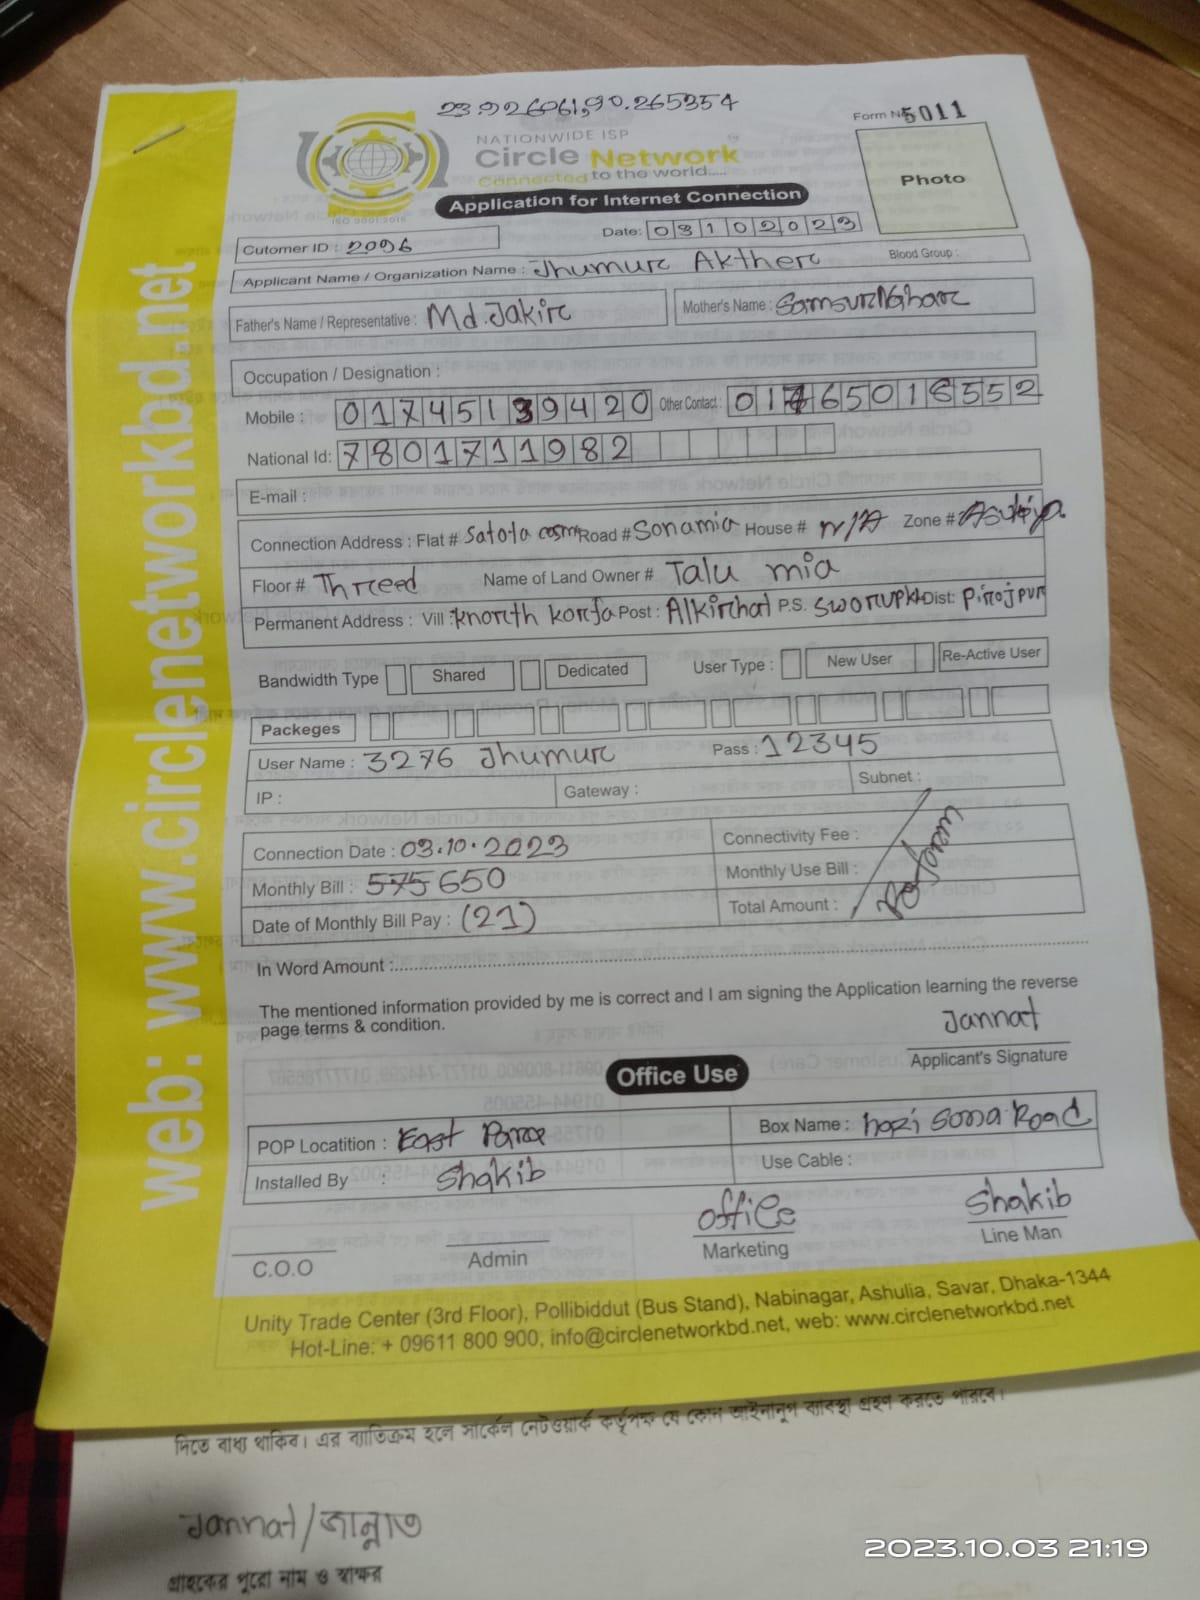 23.926061,90.265354
Form No 5011
NATIONWIDE ISP
Circle Network
Connected to the world.....
ISO 9001:2015
Application for Internet Connection
Photo
Date: 03102023
Cutomer ID : 2096
Applicant Name / Organization Name : Jhumur Akther Blood Group :
Father's Name / Representative : Md. Jakir Mother's Name :
Occupation / Designation :
Mobile : 01745139420 Other Contact : 01765018552
National Id: 7801711982
E-mail :
Connection Address : Flat # Road # Sonamia House # N/A Zone #
Floor # Threed Name of Land Owner # Talu mia
Permanent Address : Vill : Post : P.S. Dist: Pirojpur
Bandwidth Type Shared Dedicated User Type : New User Re-Active User
Packeges
User Name : 3276 Jhumur Pass : 12345
IP : Gateway : Subnet :
Connection Date : 03.10.2023 Connectivity Fee :
Monthly Bill : 575 650 Monthly Use Bill :
Date of Monthly Bill Pay : (21) Total Amount :
In Word Amount :
The mentioned information provided by me is correct and I am signing the Application learning the reverse
page terms & condition.
Jannat
Applicant's Signature
Office Use
POP Locatition : East Box Name : hazi sona Road
Installed By : Shakib Use Cable :
office Shakib
C.O.O Admin Marketing Line Man
Unity Trade Center (3rd Floor), Pollibiddut (Bus Stand), Nabinagar, Ashulia, Savar, Dhaka-1344
Hot-Line: + 09611 800 900, info@circlenetworkbd.net, web: www.circlenetworkbd.net
web: www.circlenetworkbd.net
দিতে বাধ্য থাকিব। এর ব্যতিক্রম হলে সার্কেল নেটওয়ার্ক কর্তৃপক্ষ যে কোন আইনানুগ ব্যবস্থা গ্রহণ করতে পারবে।
Jannat/জান্নাত
গ্রাহকের পুরো নাম ও স্বাক্ষর
2023.10.03 21:19